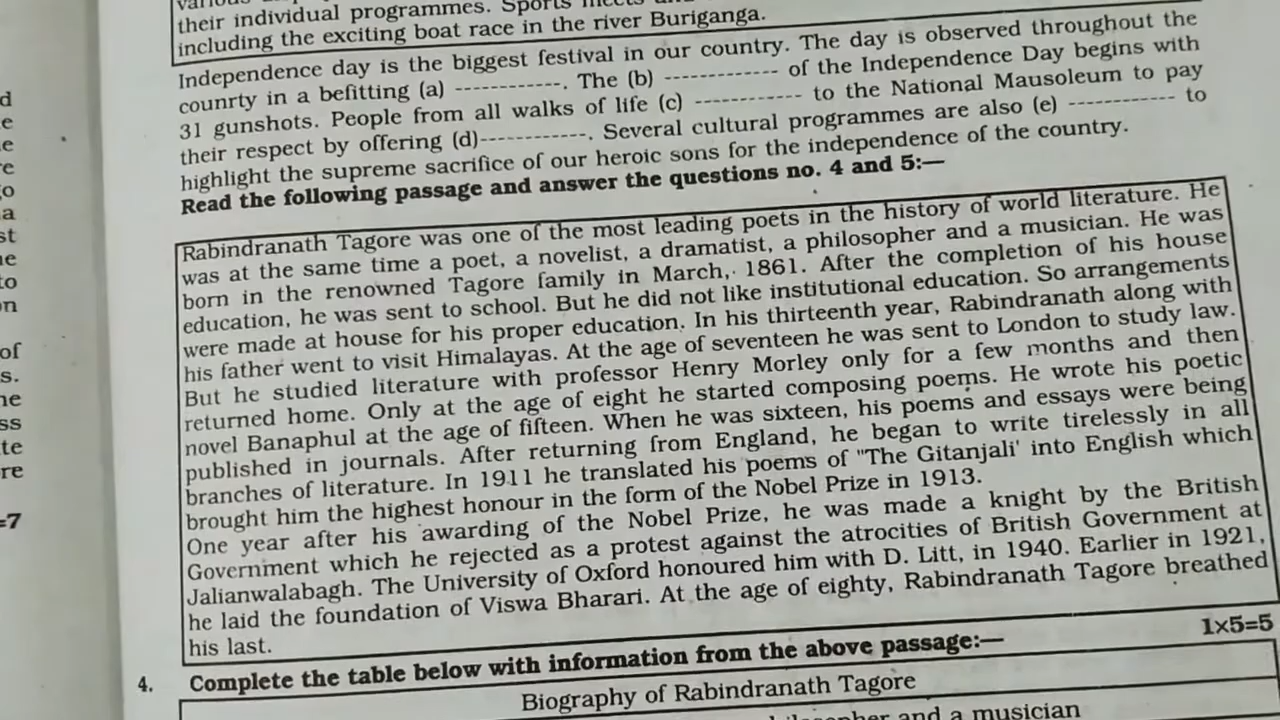 their individual programmes. Sports meets and
including the exciting boat race in the river Buriganga.
Independence day is the biggest festival in our country. The day is observed throughout the
counrty in a befitting (a) ------------. The (b) ------------- of the Independence Day begins with
31 gunshots. People from all walks of life (c) ------------ to the National Mausoleum to pay
their respect by offering (d)------------. Several cultural programmes are also (e) ------------ to
highlight the supreme sacrifice of our heroic sons for the independence of the country.
Read the following passage and answer the questions no. 4 and 5:—
Rabindranath Tagore was one of the most leading poets in the history of world literature. He
was at the same time a poet, a novelist, a dramatist, a philosopher and a musician. He was
born in the renowned Tagore family in March, 1861. After the completion of his house
education, he was sent to school. But he did not like institutional education. So arrangements
were made at house for his proper education. In his thirteenth year, Rabindranath along with
his father went to visit Himalayas. At the age of seventeen he was sent to London to study law.
But he studied literature with professor Henry Morley only for a few months and then
returned home. Only at the age of eight he started composing poems. He wrote his poetic
novel Banaphul at the age of fifteen. When he was sixteen, his poems and essays were being
published in journals. After returning from England, he began to write tirelessly in all
branches of literature. In 1911 he translated his poems of "The Gitanjali' into English which
brought him the highest honour in the form of the Nobel Prize in 1913.
One year after his awarding of the Nobel Prize, he was made a knight by the British
Government which he rejected as a protest against the atrocities of British Government at
Jalianwalabagh. The University of Oxford honoured him with D. Litt, in 1940. Earlier in 1921,
he laid the foundation of Viswa Bharari. At the age of eighty, Rabindranath Tagore breathed
his last.
4. Complete the table below with information from the above passage:— 1×5=5
Biography of Rabindranath Tagore
and a musician
=7